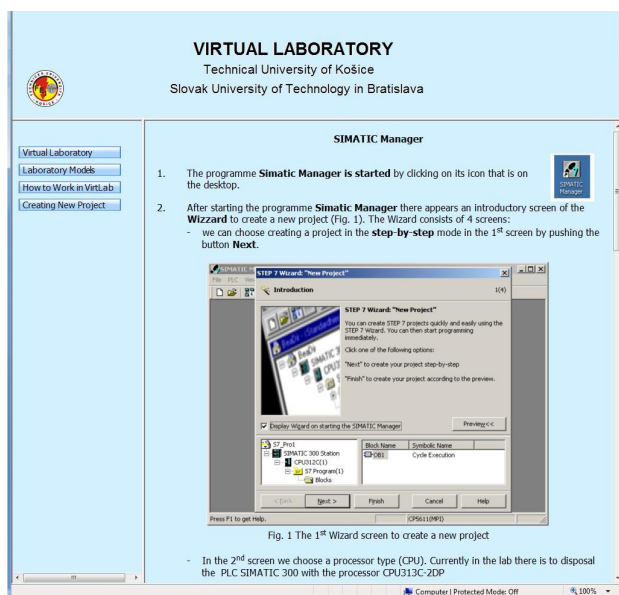 VIRTUAL LABORATORY
Technical University of Košice
Slovak University of Technology in Bratislava
Virtual Laboratory
Laboratory Models
How to Work in VirtLab
Creating New Project
SIMATIC Manager
1. The programme Simatic Manager is started by clicking on its icon that is on
the desktop.
SIMATIC
Manager
2. After starting the programme Simatic Manager there appears an introductory screen of the
Wizzard to create a new project (Fig. 1). The Wizard consists of 4 screens:
- we can choose creating a project in the step-by-step mode in the 1st screen by pushing the
button Next.
SIMATIC M
File PLC View
STEP 7 Wizard: "New Project"
Introduction 1(4)
STEP 7 Wizard: "New Project"
You can create STEP 7 projects quickly and easily using the
STEP 7 Wizard. You can then start programming
immediately.
Click one of the following options:
"Next" to create your project step-by-step
"Finish" to create your project according to the preview.
Display Wizard on starting the SIMATIC Manager
Preview<<
S7_Pro1
SIMATIC 300 Station
CPU312C(1)
S7 Program(1)
Blocks
Block Name Symbolic Name
OB1 Cycle Execution
< Back Next > Finish Cancel Help
Press F1 to get Help. CP5611(MPI)
Fig. 1 The 1st Wizard screen to create a new project
- In the 2nd screen we choose a processor type (CPU). Currently in the lab there is to disposal
the PLC SIMATIC 300 with the processor CPU313C-2DP
Computer | Protected Mode: Off 100%